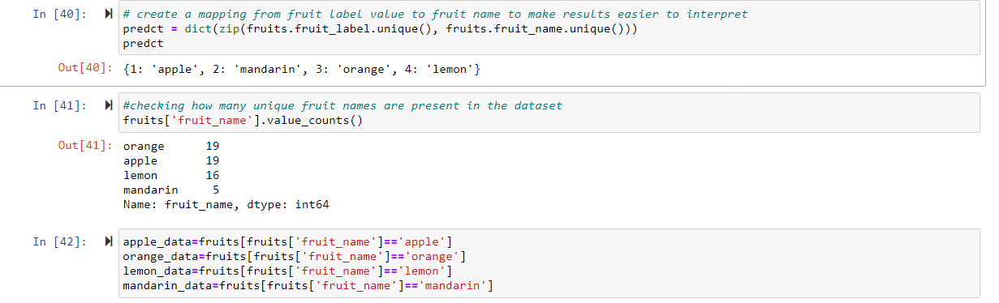 In [40]: # create a mapping from fruit label value to fruit name to make results easier to interpret
predct = dict(zip(fruits.fruit_label.unique(), fruits.fruit_name.unique()))
predct
Out[40]: {1: 'apple', 2: 'mandarin', 3: 'orange', 4: 'lemon'}
In [41]: #checking how many unique fruit names are present in the dataset
fruits['fruit_name'].value_counts()
Out[41]: orange      19
apple       19
lemon       16
mandarin     5
Name: fruit_name, dtype: int64
In [42]: apple_data=fruits[fruits['fruit_name']=='apple']
orange_data=fruits[fruits['fruit_name']=='orange']
lemon_data=fruits[fruits['fruit_name']=='lemon']
mandarin_data=fruits[fruits['fruit_name']=='mandarin']